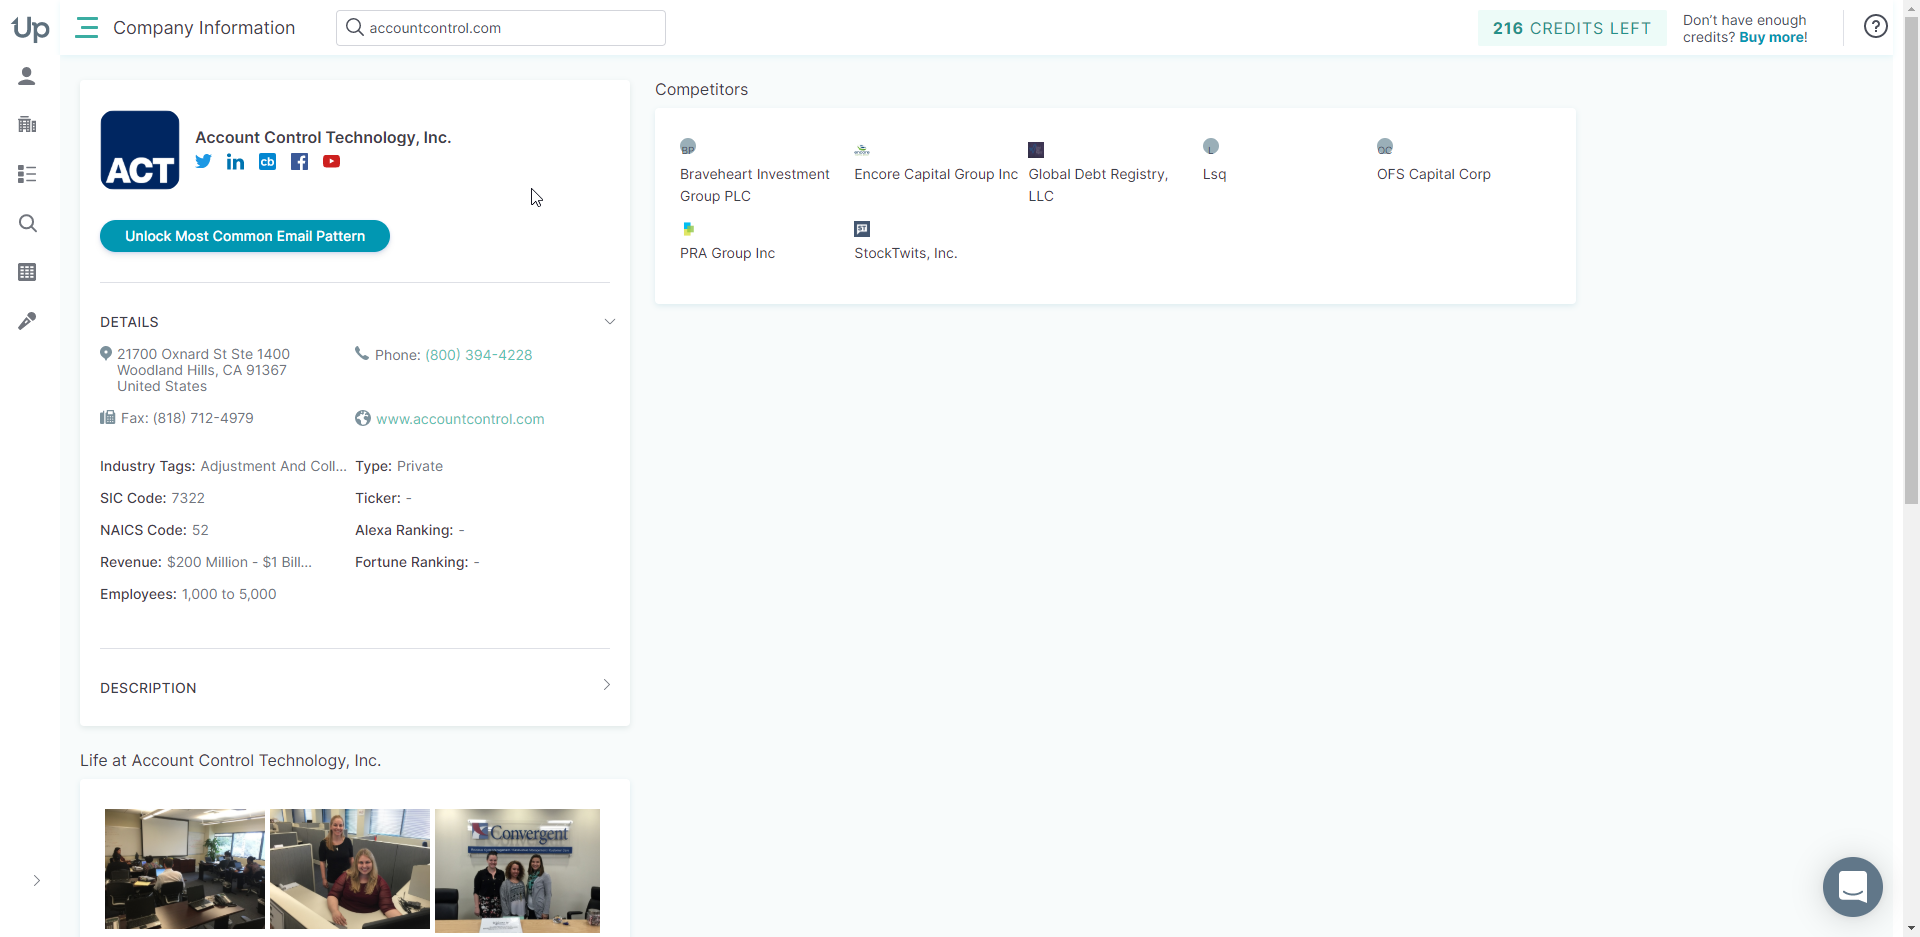 Up
Company Information
accountcontrol.com
216 CREDITS LEFT
Don't have enough
credits? Buy more!
ACT
Account Control Technology, Inc.
Unlock Most Common Email Pattern
DETAILS
21700 Oxnard St Ste 1400
Woodland Hills, CA 91367
United States
Phone: (800) 394-4228
Fax: (818) 712-4979
www.accountcontrol.com
Industry Tags: Adjustment And Coll...
Type: Private
SIC Code: 7322
Ticker: -
NAICS Code: 52
Alexa Ranking: -
Revenue: $200 Million - $1 Bill...
Fortune Ranking: -
Employees: 1,000 to 5,000
DESCRIPTION
Life at Account Control Technology, Inc.
Convergent
Competitors
BP
Braveheart Investment
Group PLC
encore
Encore Capital Group Inc
Global Debt Registry,
LLC
L
Lsq
OC
OFS Capital Corp
PRA Group Inc
ST
StockTwits, Inc.